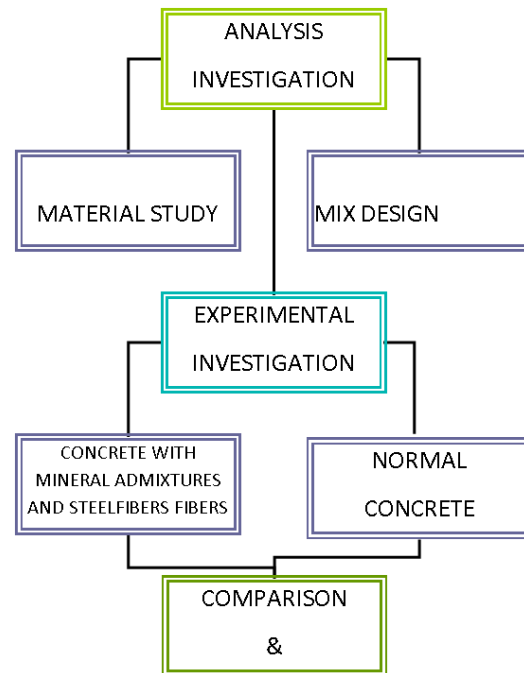 ANALYSIS
INVESTIGATION
MATERIAL STUDY
MIX DESIGN
EXPERIMENTAL
INVESTIGATION
CONCRETE WITH
MINERAL ADMIXTURES
AND STEELFIBERS FIBERS
NORMAL
CONCRETE
COMPARISON
&